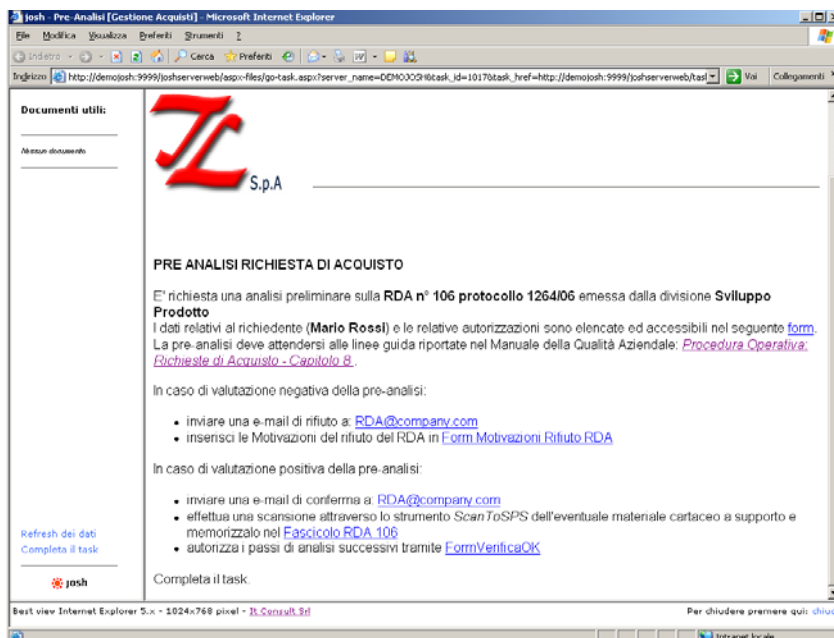 josh - Pre-Analisi [Gestione Acquisti] - Microsoft Internet Explorer
File Modifica Visualizza Preferiti Strumenti ?
Indietro Cerca Preferiti
Indirizzo http://demojosh:9999/joshserverweb/aspx-files/go-task.aspx?server_name=DEMOJOSH&task_id=1017&task_href=http://demojosh:9999/joshserverweb/tasl Vai Collegamenti
Documenti utili:
Nessun documento
JL
S.p.A
PRE ANALISI RICHIESTA DI ACQUISTO
E' richiesta una analisi preliminare sulla RDA n° 106 protocollo 1264/06 emessa dalla divisione Sviluppo
Prodotto
I dati relativi al richiedente (Mario Rossi) e le relative autorizzazioni sono elencate ed accessibili nel seguente form.
La pre-analisi deve attendersi alle linee guida riportate nel Manuale della Qualità Aziendale: Procedura Operativa:
Richieste di Acquisto - Capitolo 8 .
In caso di valutazione negativa della pre-analisi:
• inviare una e-mail di rifiuto a: RDA@company.com
• inserisci le Motivazioni del rifiuto del RDA in Form Motivazioni Rifiuto RDA
In caso di valutazione positiva della pre-analisi:
• inviare una e-mail di conferma a: RDA@company.com
• effettua una scansione attraverso lo strumento ScanToSPS dell'eventuale materiale cartaceo a supporto e
memorizzalo nel Fascicolo RDA 106
• autorizza i passi di analisi successivi tramite FormVerificaOK
Completa il task.
Refresh dei dati
Completa il task
josh
Best view Internet Explorer 5.x - 1024x768 pixel - It Consult Srl
Per chiudere premere qui: chiud
Intranet locale